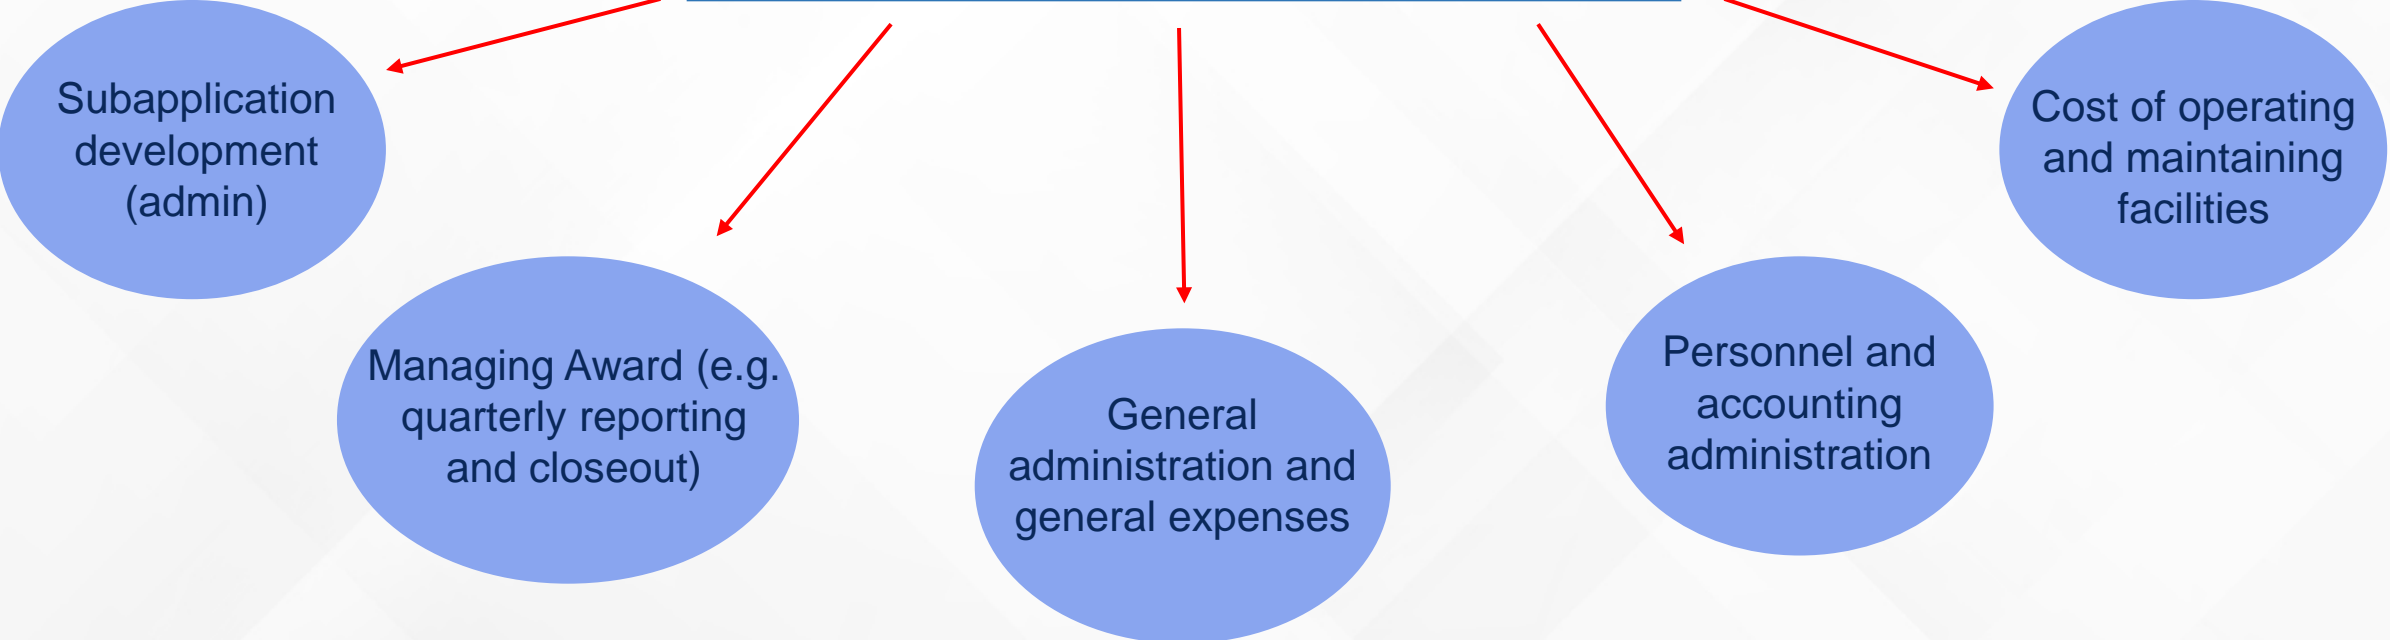 Subapplication
development
(admin)
Managing Award (e.g.
quarterly reporting
and closeout)
General
administration and
general expenses
Personnel and
accounting
administration
Cost of operating
and maintaining
facilities